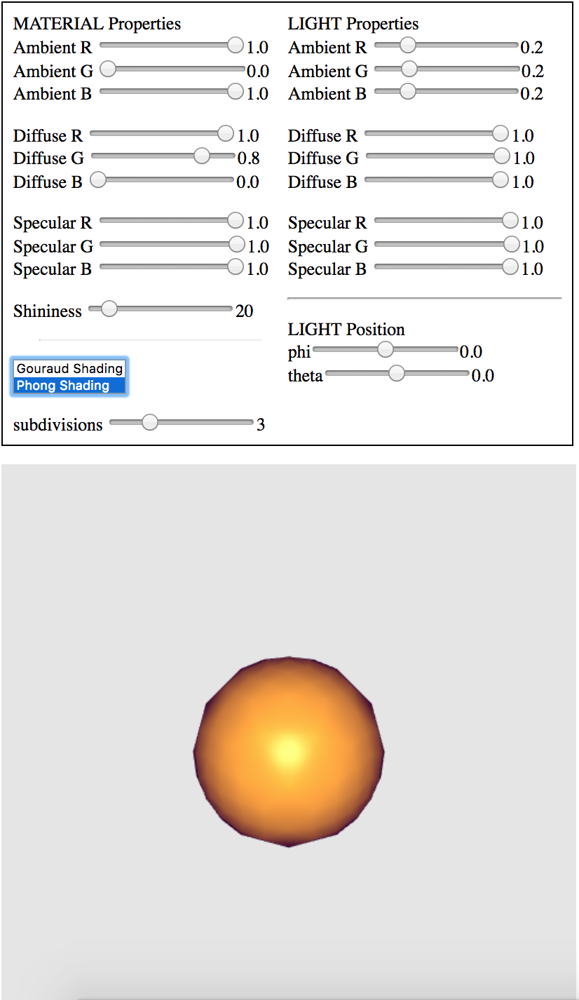 MATERIAL Properties
Ambient R 1.0
Ambient G 0.0
Ambient B 1.0
Diffuse R 1.0
Diffuse G 0.8
Diffuse B 0.0
Specular R 1.0
Specular G 1.0
Specular B 1.0
Shininess 20
Gouraud Shading
Phong Shading
subdivisions 3
LIGHT Properties
Ambient R 0.2
Ambient G 0.2
Ambient B 0.2
Diffuse R 1.0
Diffuse G 1.0
Diffuse B 1.0
Specular R 1.0
Specular G 1.0
Specular B 1.0
LIGHT Position
phi 0.0
theta 0.0